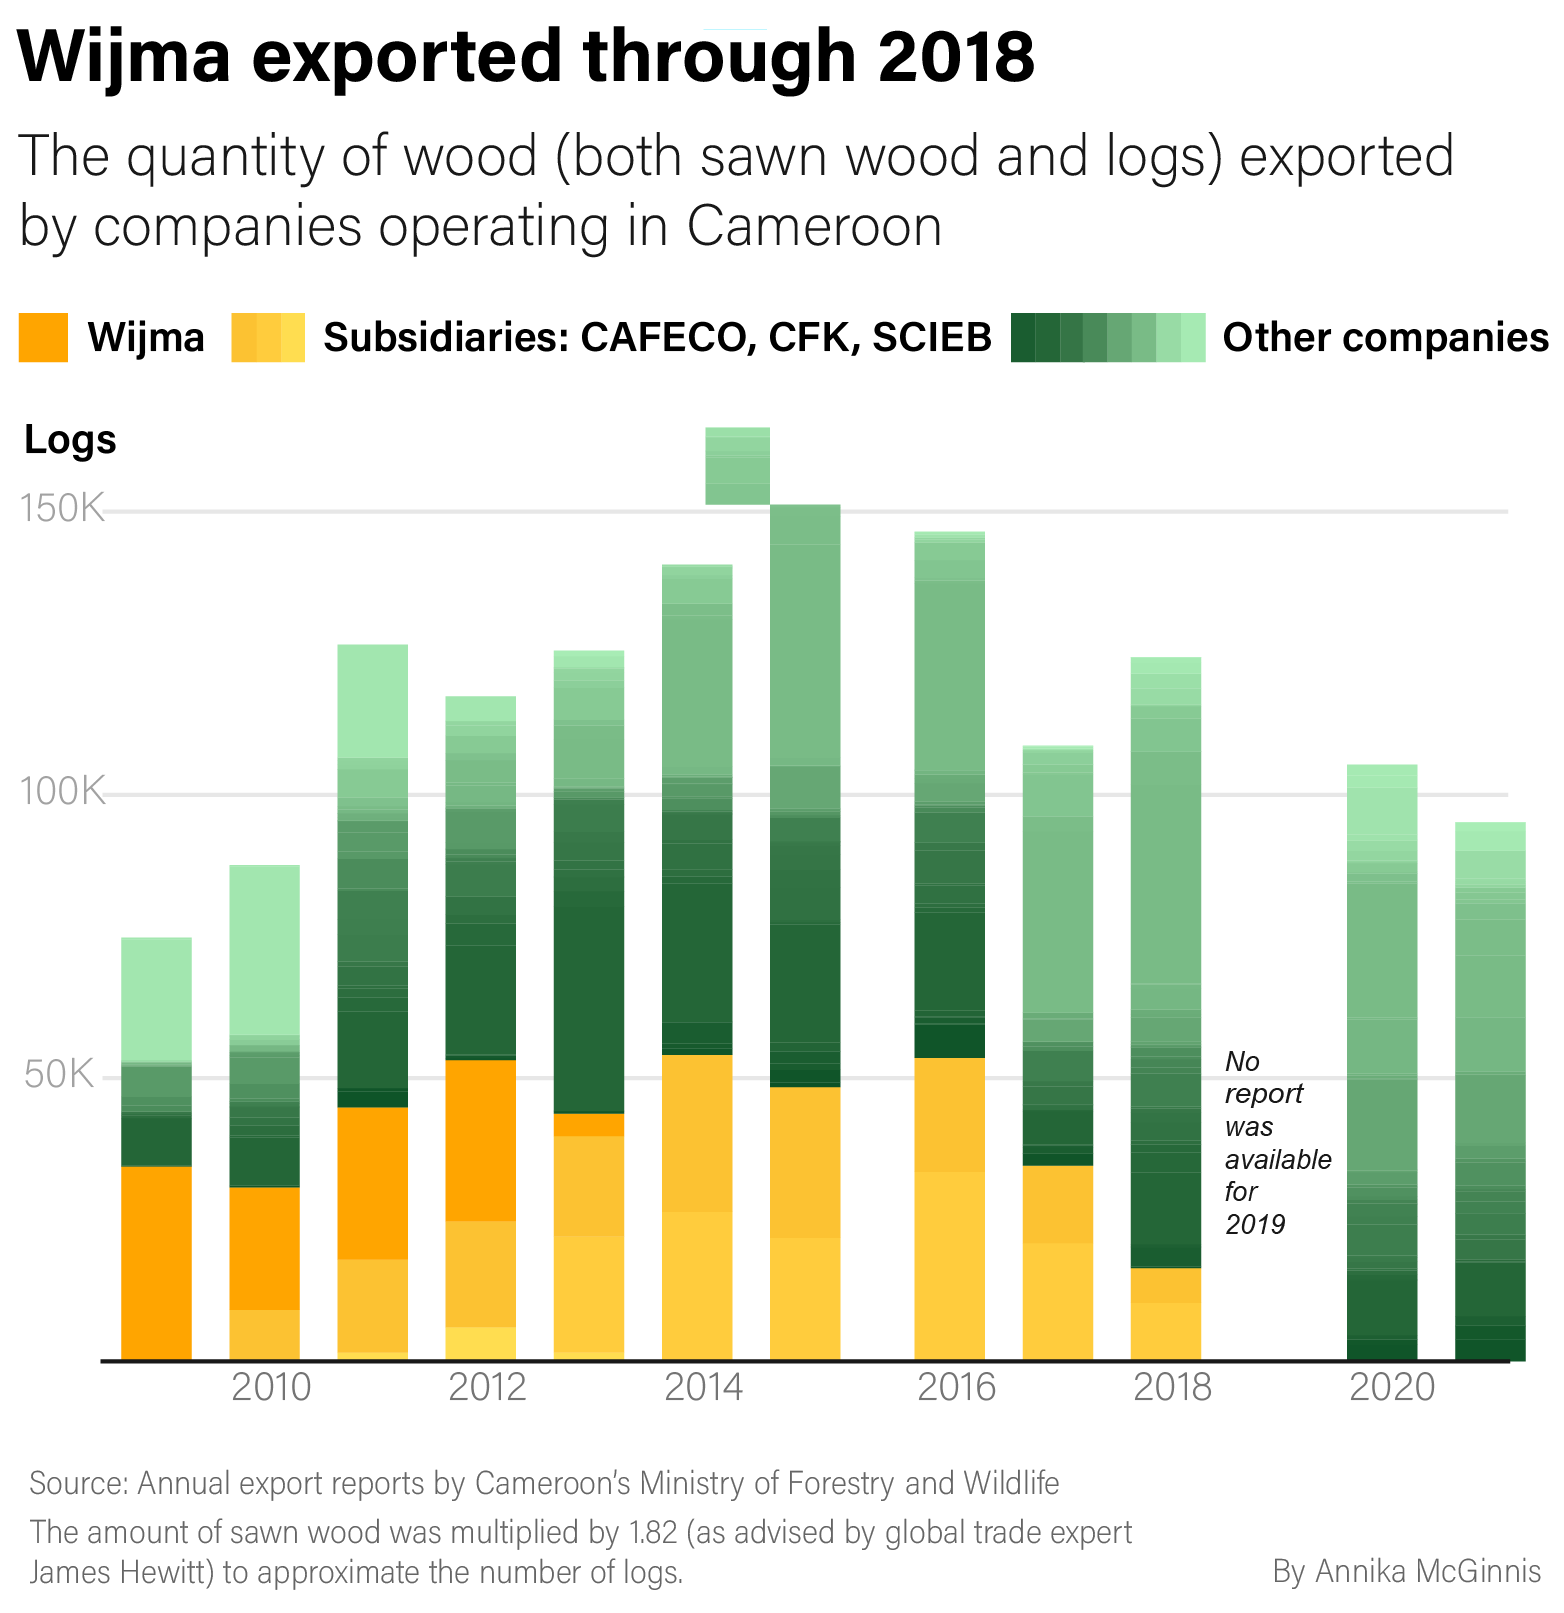 Wijma exported through 2018
The quantity of wood (both sawn wood and logs) exported
by companies operating in Cameroon
Wijma Subsidiaries: CAFECO, CFK, SCIEB Other companies
Logs
150K
100K
50K
No
report
was
available
for
2019
2010 2012 2014 2016 2018 2020
Source: Annual export reports by Cameroon's Ministry of Forestry and Wildlife
The amount of sawn wood was multiplied by 1.82 (as advised by global trade expert
James Hewitt) to approximate the number of logs.
By Annika McGinnis